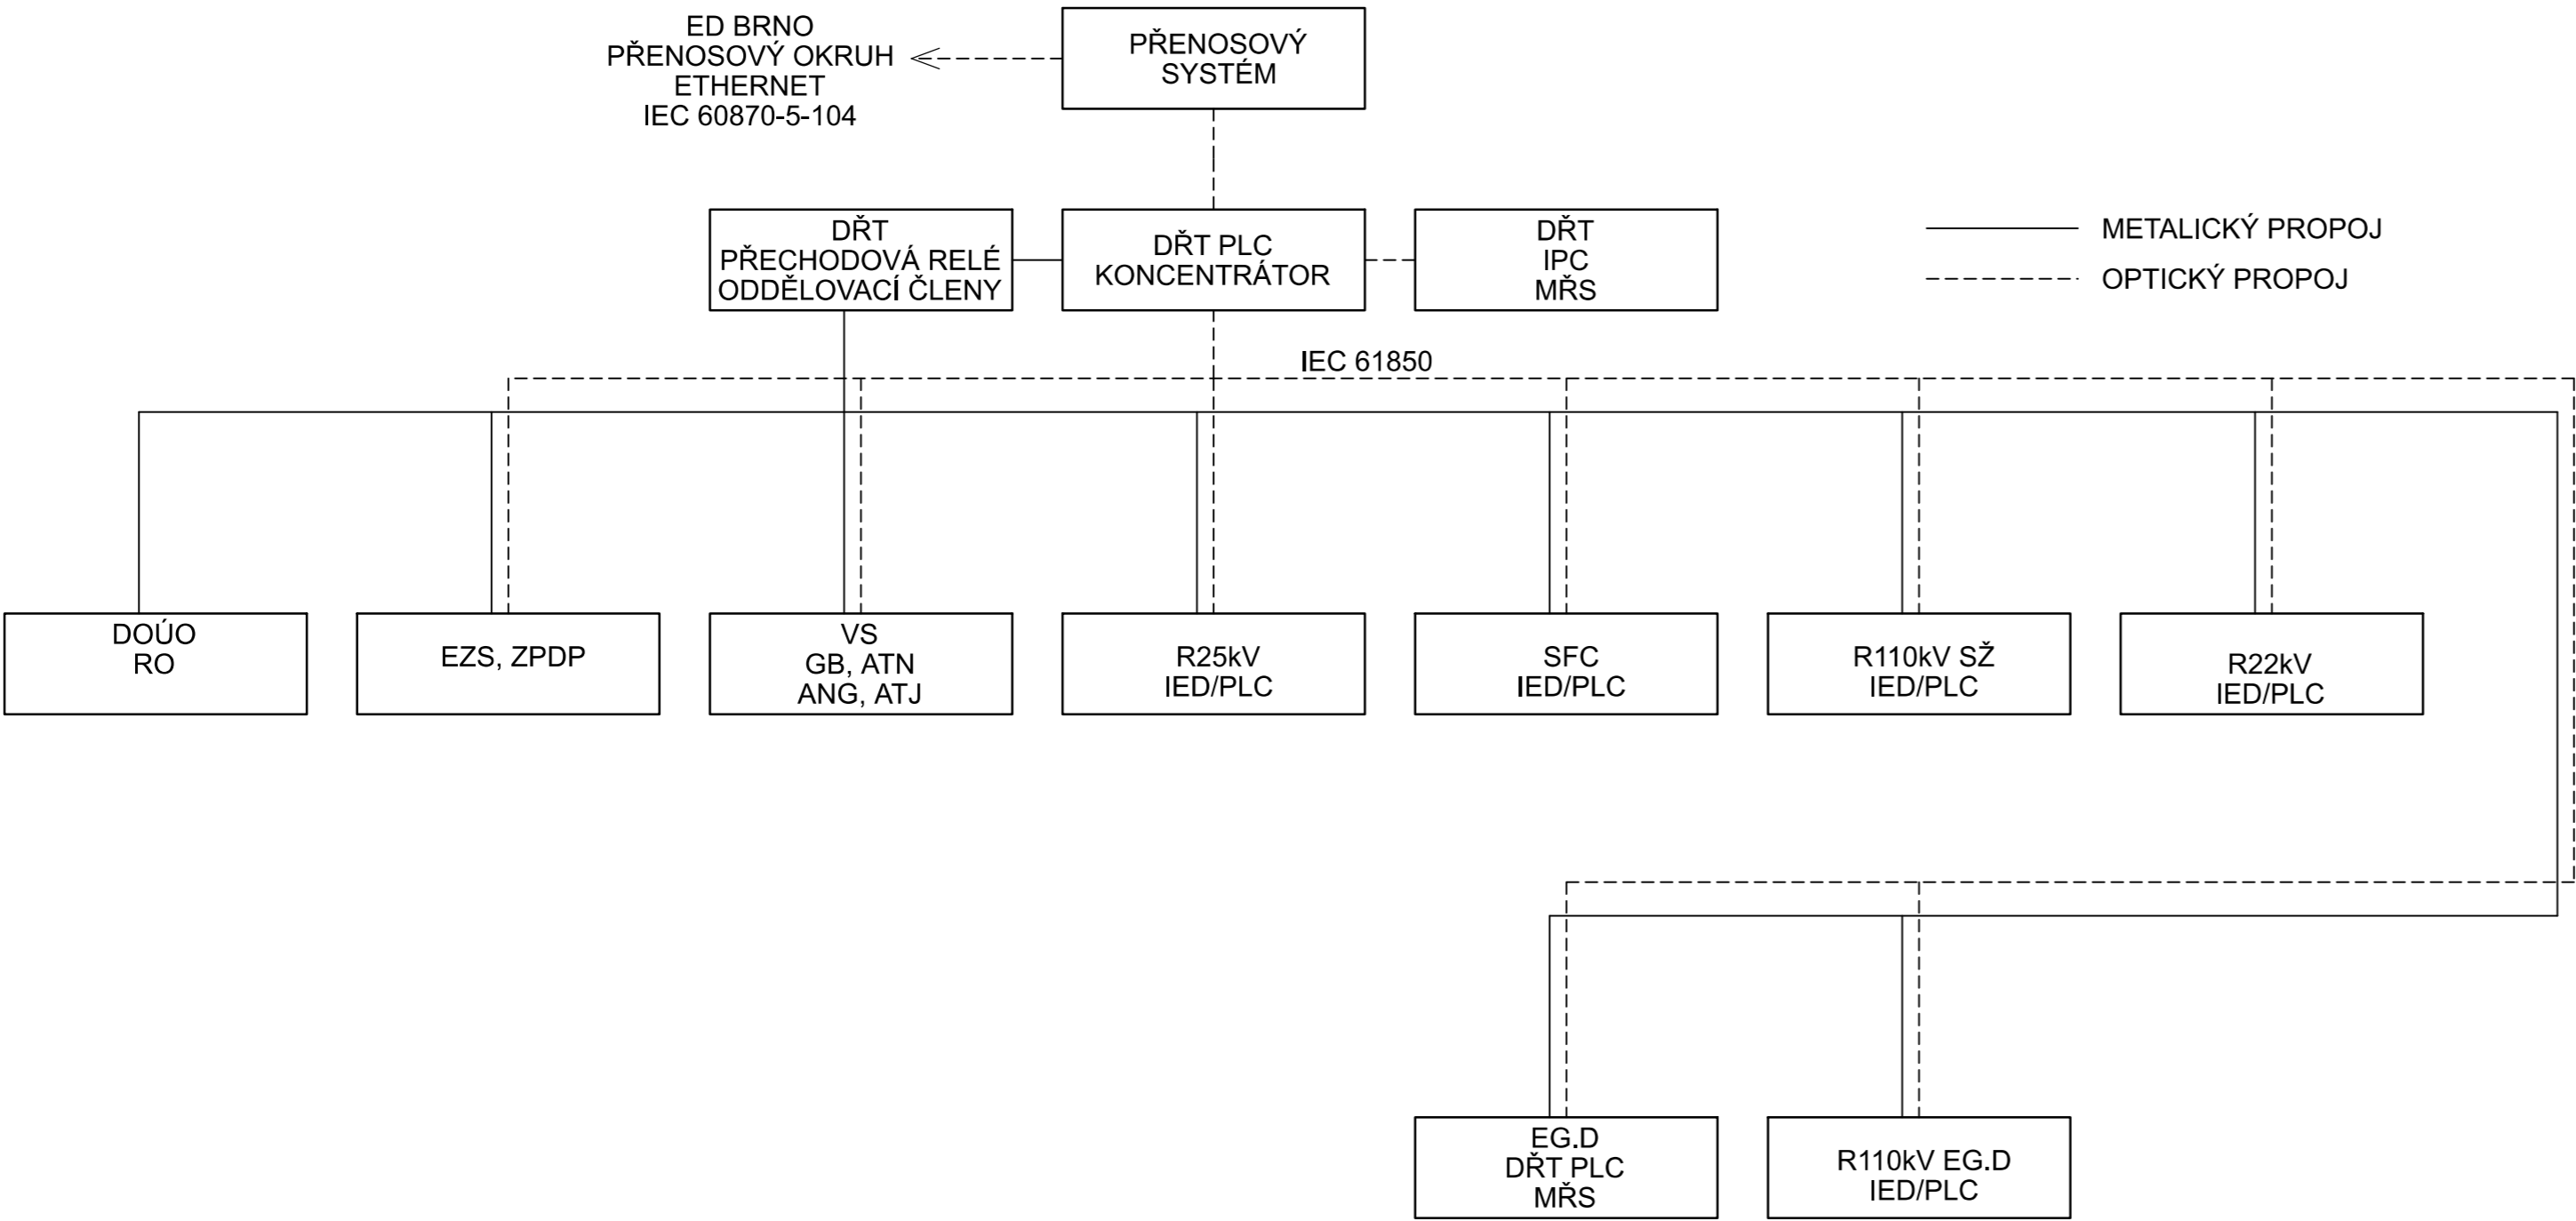 ED BRNO
PŘENOSOVÝ OKRUH
ETHERNET
IEC 60870-5-104
PŘENOSOVÝ
SYSTÉM
DŘT
PŘECHODOVÁ RELÉ
ODDĚLOVACÍ ČLENY
DŘT PLC
KONCENTRÁTOR
DŘT
IPC
MŘS
METALICKÝ PROPOJ
OPTICKÝ PROPOJ
IEC 61850
DOÚO
RO
EZS, ZPDP
VS
GB, ATN
ANG, ATJ
R25kV
IED/PLC
SFC
IED/PLC
R110kV SŽ
IED/PLC
R22kV
IED/PLC
EG.D
DŘT PLC
MŘS
R110kV EG.D
IED/PLC